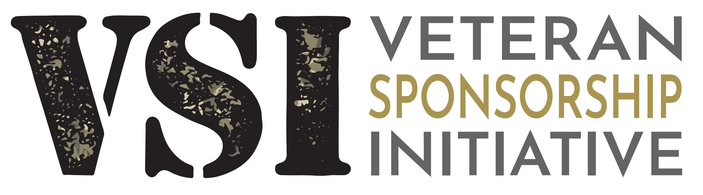 VSI
VETERAN
SPONSORSHIP
INITIATIVE